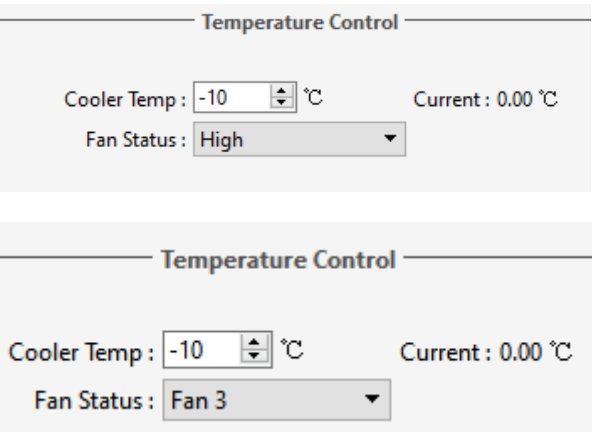 Temperature Control
Cooler Temp : -10 ℃ Current : 0.00 ℃
Fan Status : High
Temperature Control
Cooler Temp : -10 ℃ Current : 0.00 ℃
Fan Status : Fan 3